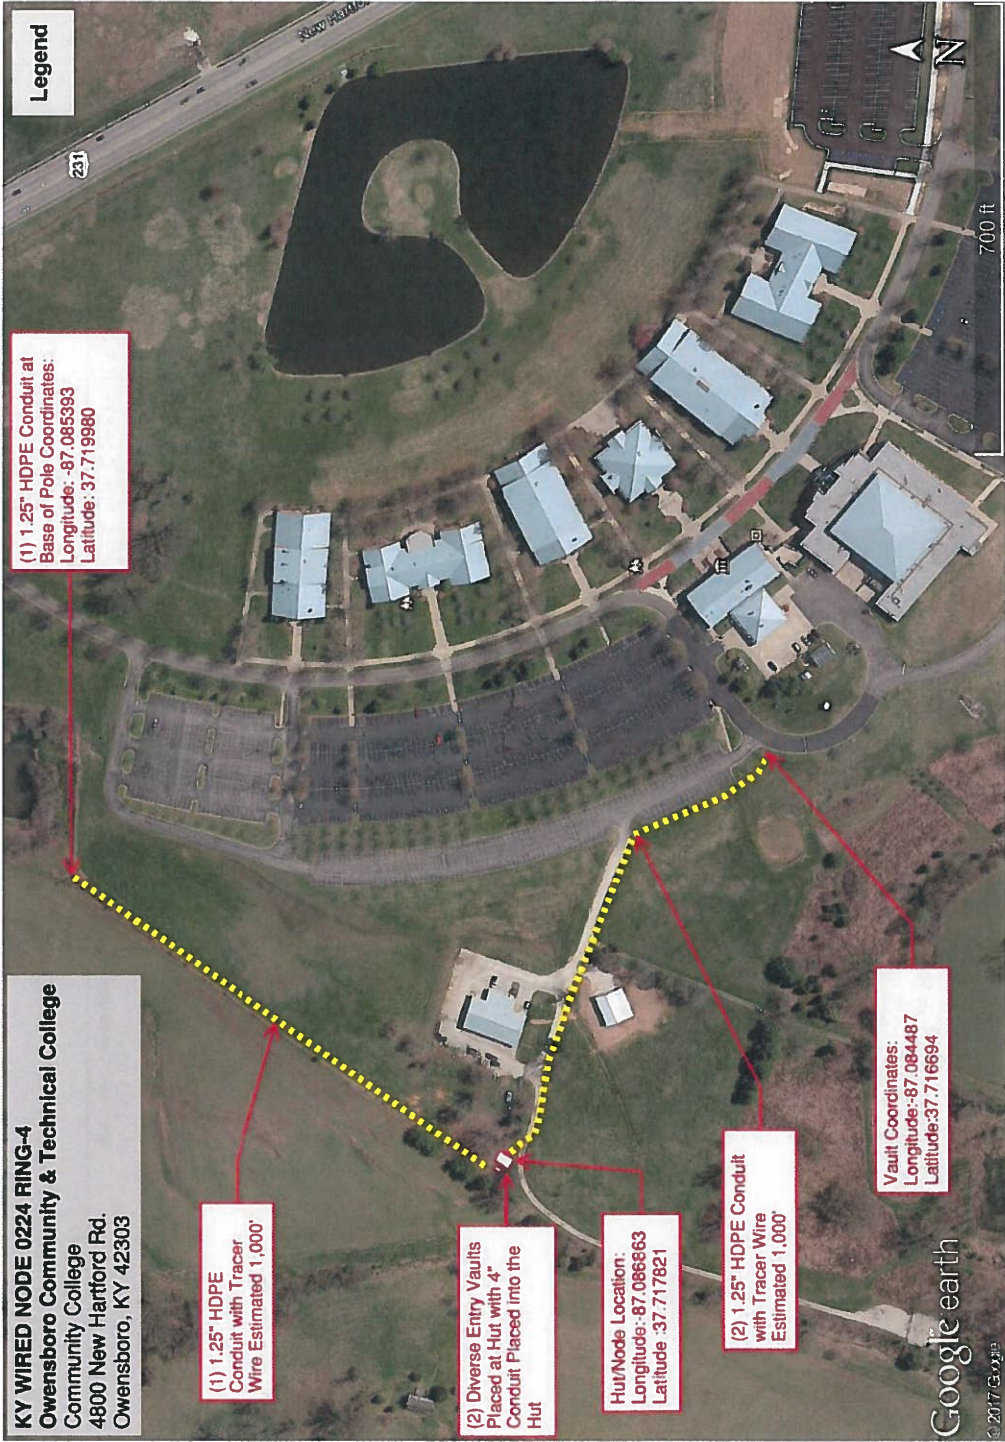 KY WIRED NODE 0224 RING-4
Owensboro Community & Technical College
Community College
4800 New Hartford Rd.
Owensboro, KY 42303
(1) 1.25" HDPE Conduit at
Base of Pole Coordinates:
Longitude: -87.085393
Latitude: 37.719980
Legend
231
New Hartfo
(1) 1.25" HDPE
Conduit with Tracer
Wire Estimated 1,000'
(2) Diverse Entry Vaults
Placed at Hut with 4"
Conduit Placed into the
Hut
Hut/Node Location:
Longitude:-87.086863
Latitude :37.717821
(2) 1.25" HDPE Conduit
with Tracer Wire
Estimated 1,000'
Vault Coordinates:
Longitude:-87.084487
Latitude:37.716694
N
700 ft
Google earth
© 2017 Google